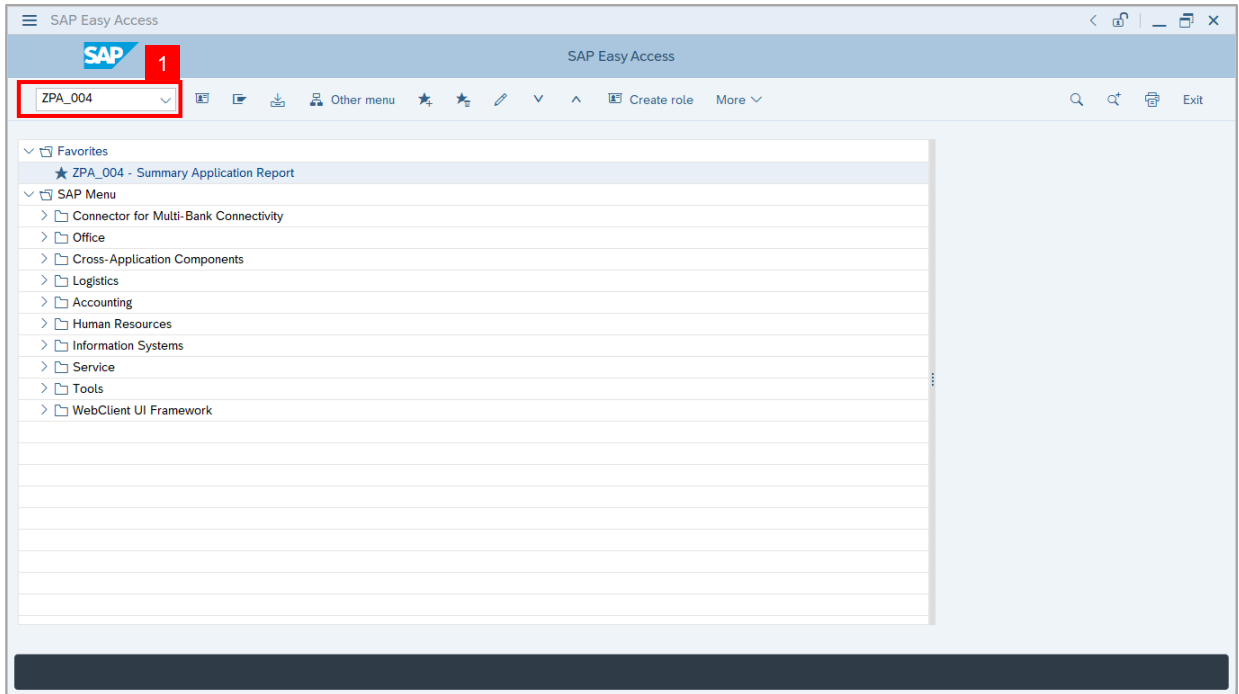 SAP Easy Access
SAP
SAP Easy Access
1
ZPA_004
Other menu
Create role
More
Exit
Favorites
ZPA_004 - Summary Application Report
SAP Menu
Connector for Multi-Bank Connectivity
Office
Cross-Application Components
Logistics
Accounting
Human Resources
Information Systems
Service
Tools
WebClient UI Framework